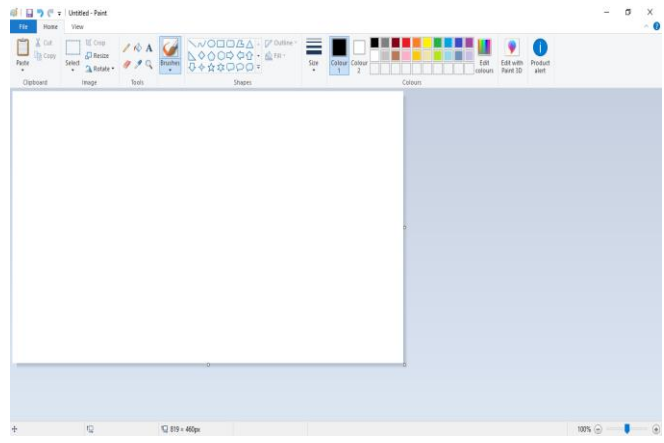 Untitled - Paint
File Home View
Paste Cut Copy Select Crop Resize Rotate Brushes Outline Fill Size Colour 1 Colour 2 Edit colours Edit with Paint 3D Product alert
Clipboard Image Tools Shapes Colours
819 × 460px 100%